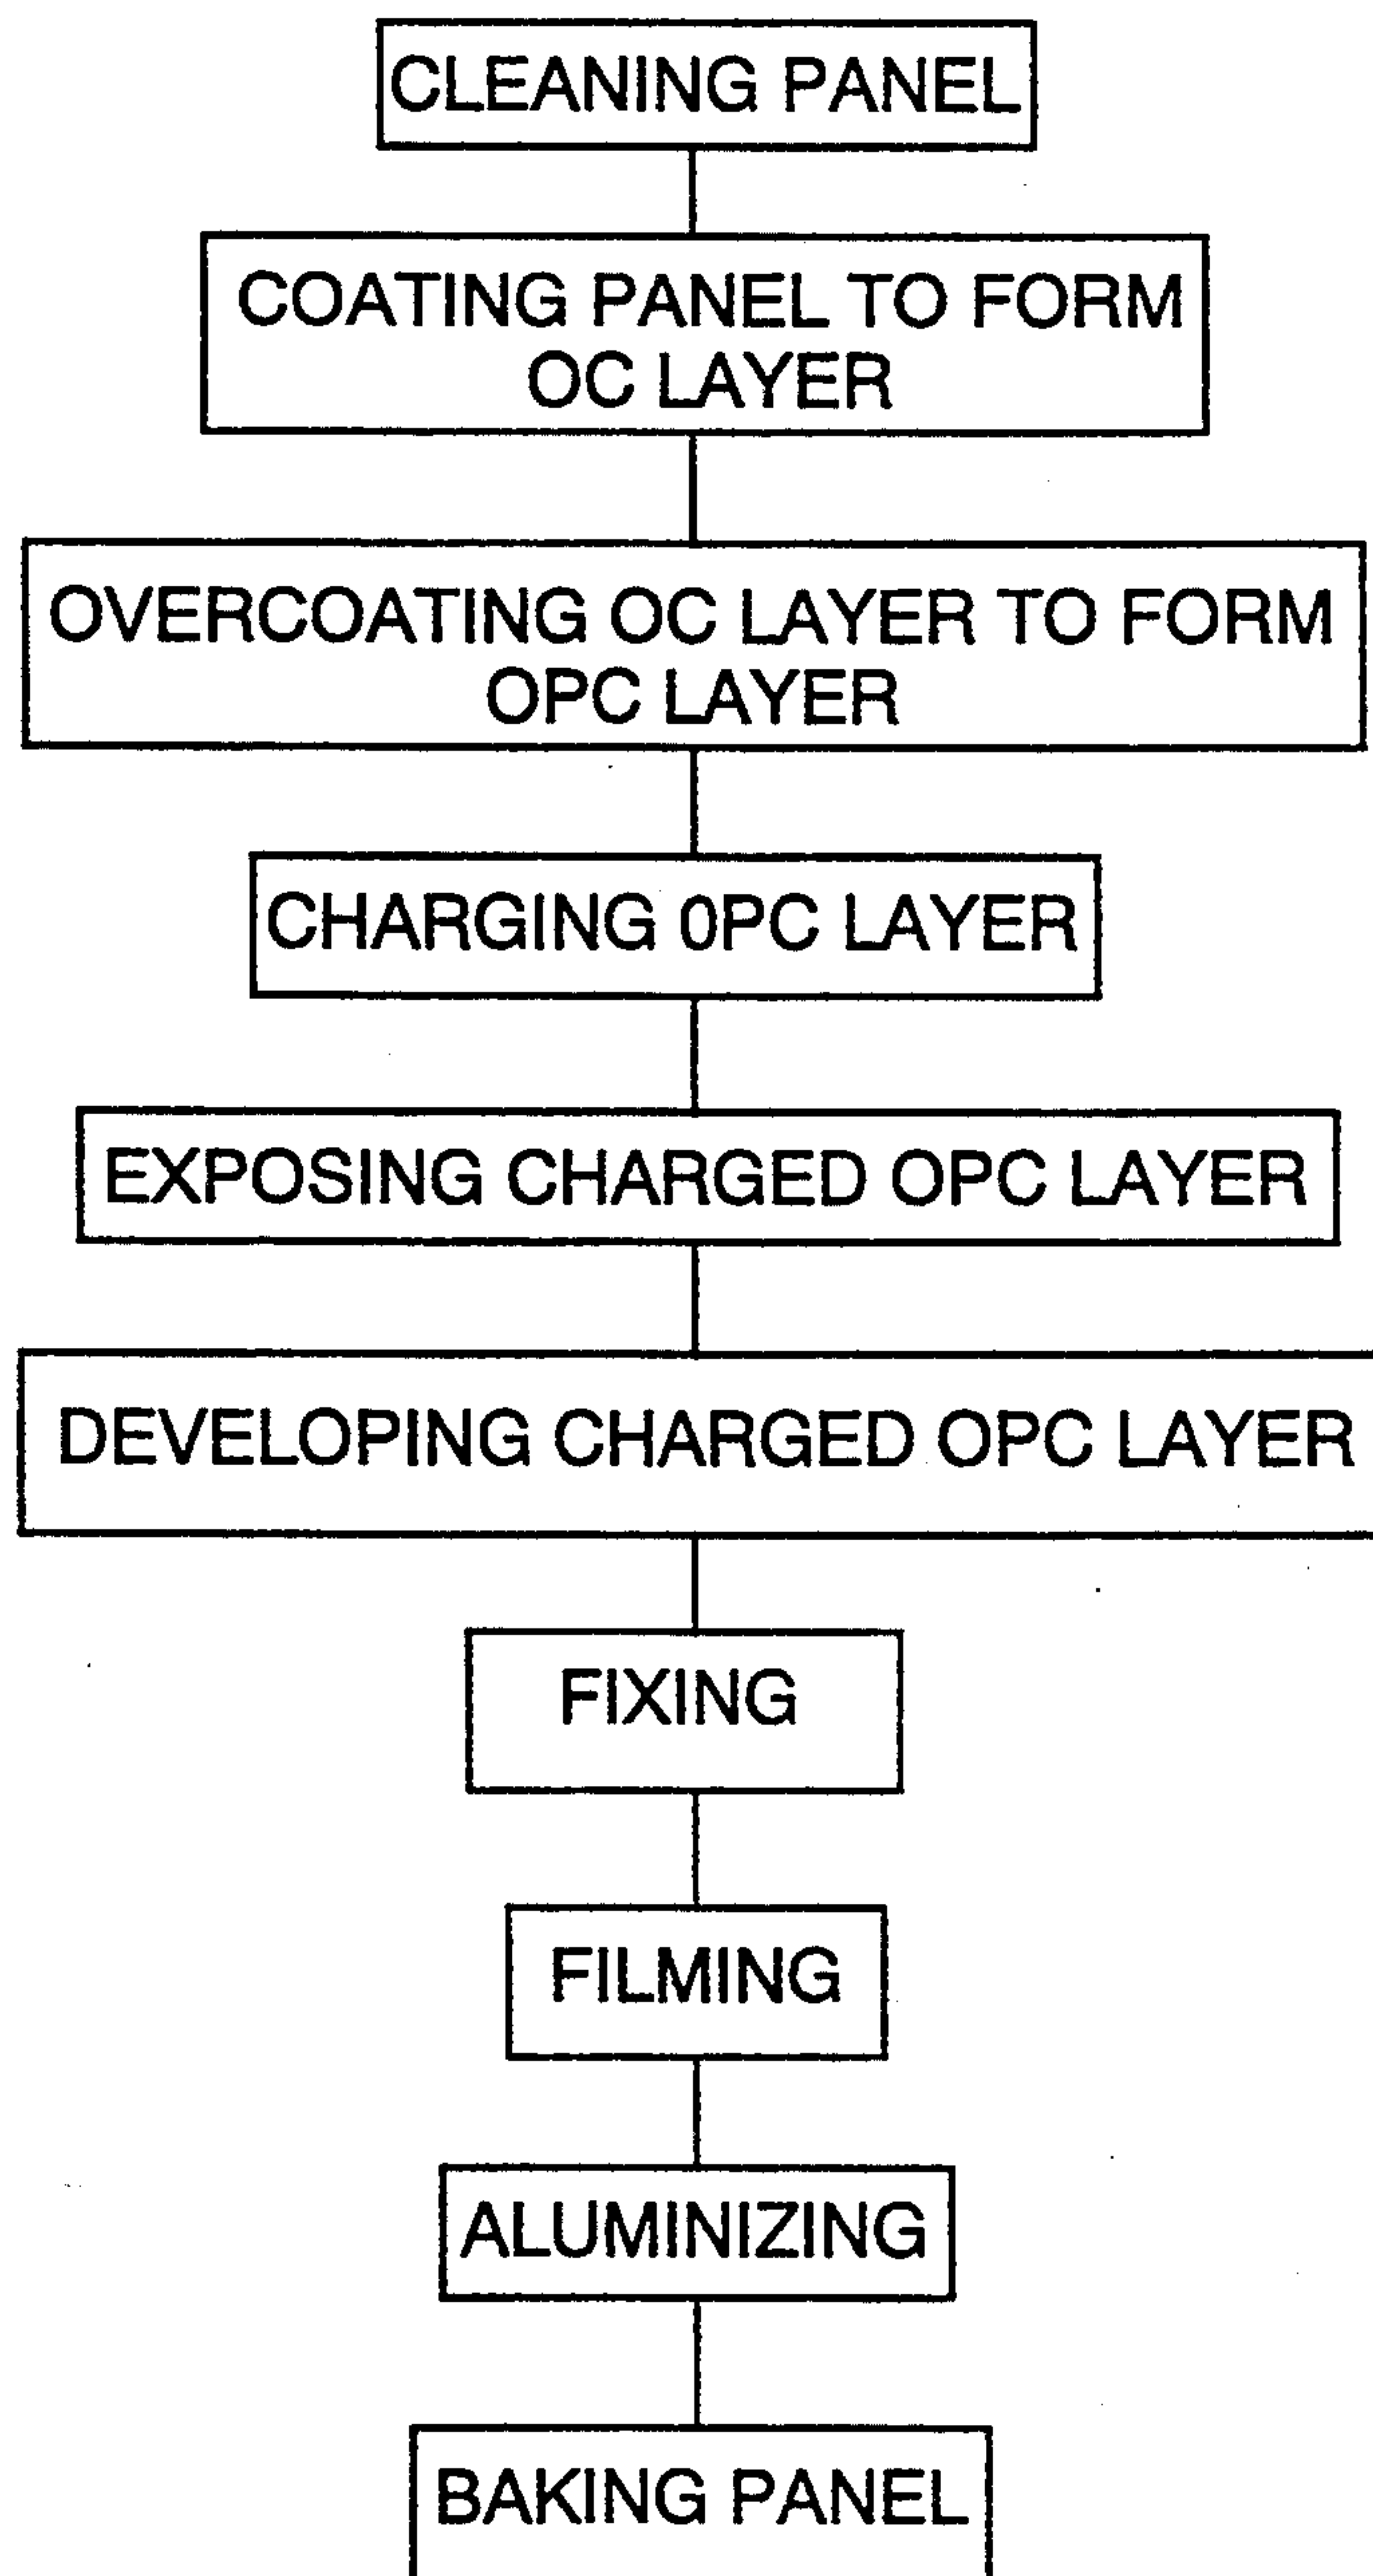 CLEANING PANEL
COATING PANEL TO FORM
OC LAYER
OVERCOATING OC LAYER TO FORM
OPC LAYER
CHARGING 0PC LAYER
EXPOSING CHARGED OPC LAYER
DEVELOPING CHARGED OPC LAYER
FIXING
FILMING
ALUMINIZING
BAKING PANEL